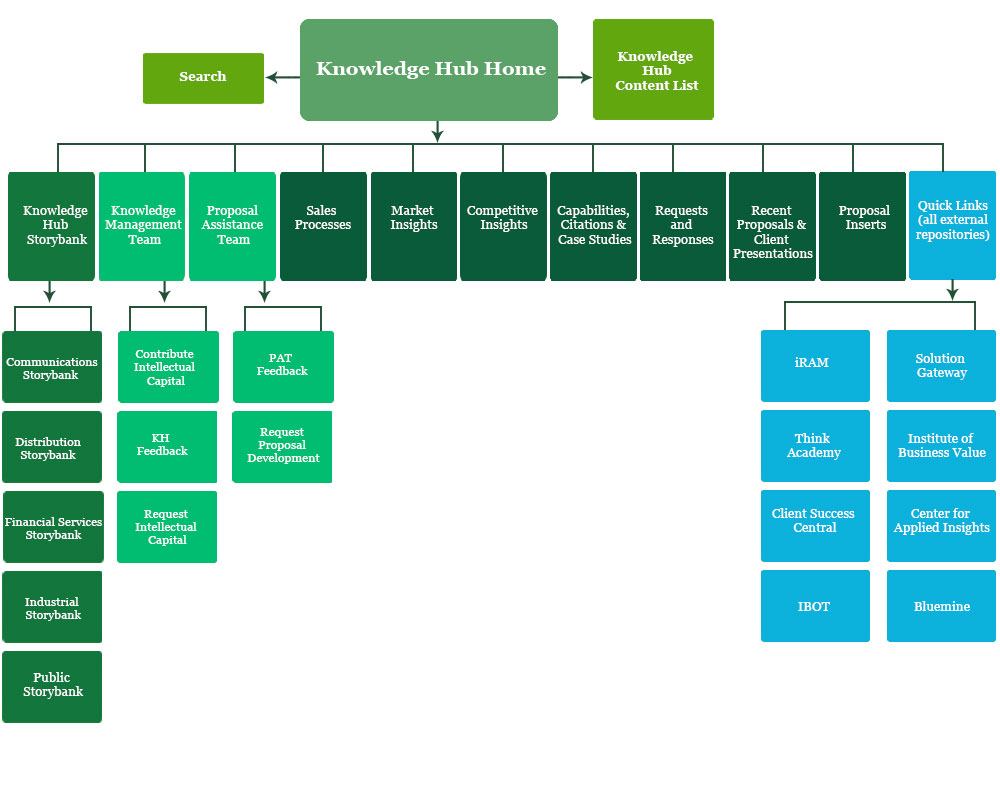 Knowledge Hub Home
Search
Knowledge
Hub
Content List
Knowledge
Hub
Storybank
Knowledge
Management
Team
Proposal
Assistance
Team
Sales
Processes
Market
Insights
Competitive
Insights
Capabilities,
Citations &
Case Studies
Requests
and
Responses
Recent
Proposals &
Client
Presentations
Proposal
Inserts
Quick Links
(all external
repositories)
Communications
Storybank
Distribution
Storybank
Financial Services
Storybank
Industrial
Storybank
Public
Storybank
Contribute
Intellectual
Capital
KH
Feedback
Request
Intellectual
Capital
PAT
Feedback
Request
Proposal
Development
iRAM
Think
Academy
Client Success
Central
IBOT
Solution
Gateway
Institute of
Business Value
Center for
Applied Insights
Bluemine